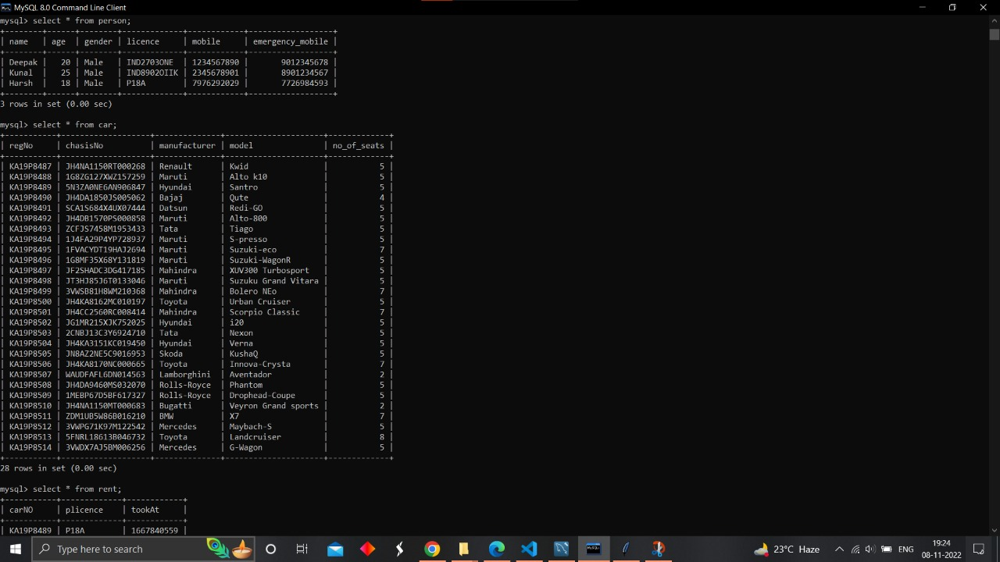 MySQL 8.0 Command Line Client
mysql> select * from person;
+--------+------+--------+-------------+------------+------------------+
| name   | age  | gender | licence     | mobile     | emergency_mobile |
+--------+------+--------+-------------+------------+------------------+
| Deepak |   20 | Male   | IND2703ONE  | 1234567890 |       9012345678 |
| Kunal  |   25 | Male   | IND8902OIIK | 2345678901 |       8901234567 |
| Harsh  |   18 | Male   | P18A        | 7976292029 |       7726984593 |
+--------+------+--------+-------------+------------+------------------+
3 rows in set (0.00 sec)
mysql> select * from car;
+-----------+-------------------+--------------+---------------------+-------------+
| regNo     | chasisNo          | manufacturer | model               | no_of_seats |
+-----------+-------------------+--------------+---------------------+-------------+
| KA19P8487 | JH4NA1150RT000268 | Renault      | Kwid                |           5 |
| KA19P8488 | 1G8ZG127XWZ157259 | Maruti       | Alto k10            |           5 |
| KA19P8489 | 5N3ZA0NE6AN906847 | Hyundai      | Santro              |           5 |
| KA19P8490 | JH4DA1850JS005062 | Bajaj        | Qute                |           4 |
| KA19P8491 | SCA1S684X4UX07444 | Datsun       | Redi-GO             |           5 |
| KA19P8492 | JH4DB1570PS000858 | Maruti       | Alto-800            |           5 |
| KA19P8493 | ZCFJS7458M1953433 | Tata         | Tiago               |           5 |
| KA19P8494 | 1J4FA29P4YP728937 | Maruti       | S-presso            |           5 |
| KA19P8495 | 1FVACYDT19HAJ2694 | Maruti       | Suzuki-eco          |           7 |
| KA19P8496 | 1G8MF35X68Y131819 | Maruti       | Suzuki-WagonR       |           5 |
| KA19P8497 | JF2SHADC3DG417185 | Mahindra     | XUV300 Turbosport   |           5 |
| KA19P8498 | JT3HJ85J6T0133046 | Maruti       | Suzuku Grand Vitara |           5 |
| KA19P8499 | 3VWSB81H8WM210368 | Mahindra     | Bolero NEo          |           7 |
| KA19P8500 | JH4KA8162MC010197 | Toyota       | Urban Cruiser       |           5 |
| KA19P8501 | JH4CC2560RC008414 | Mahindra     | Scorpio Classic     |           7 |
| KA19P8502 | JG1MR215XJK752025 | Hyundai      | i20                 |           5 |
| KA19P8503 | 2CNBJ13C3Y6924710 | Tata         | Nexon               |           5 |
| KA19P8504 | JH4KA3151KC019450 | Hyundai      | Verna               |           5 |
| KA19P8505 | JN8AZ2NE5C9016953 | Skoda        | KushaQ              |           5 |
| KA19P8506 | JH4KA8170NC000665 | Toyota       | Innova-Crysta       |           7 |
| KA19P8507 | WAUDFAFL6DN014563 | Lamborghini  | Aventador           |           2 |
| KA19P8508 | JH4DA9460MS032070 | Rolls-Royce  | Phantom             |           5 |
| KA19P8509 | 1MEBP67D5BF617327 | Rolls-Royce  | Drophead-Coupe      |           5 |
| KA19P8510 | JH4NA1150MT000683 | Bugatti      | Veyron Grand sports |           2 |
| KA19P8511 | ZDM1UB5W86B016210 | BMW          | X7                  |           7 |
| KA19P8512 | 3VWPG71K97M122542 | Mercedes     | Maybach-S           |           5 |
| KA19P8513 | 5FNRL18613B046732 | Toyota       | Landcruiser         |           8 |
| KA19P8514 | 3VWDX7AJ5BM006256 | Mercedes     | G-Wagon             |           5 |
+-----------+-------------------+--------------+---------------------+-------------+
28 rows in set (0.00 sec)
mysql> select * from rent;
+-----------+-------------+------------+
| carNO     | plicence    | tookAt     |
+-----------+-------------+------------+
| KA19P8489 | P18A        | 1667840559 |
Type here to search
23°C Haze
ENG
19:24
08-11-2022